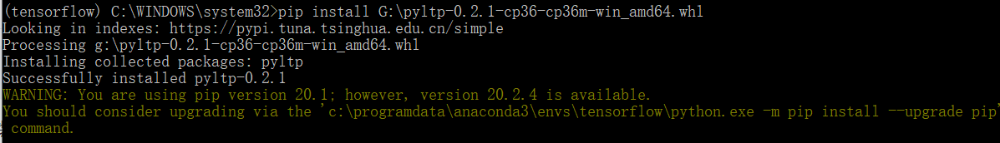 (tensorflow) C:\WINDOWS\system32>pip install G:\pyltp-0.2.1-cp36-cp36m-win_amd64.whl
Looking in indexes: https://pypi.tuna.tsinghua.edu.cn/simple
Processing g:\pyltp-0.2.1-cp36-cp36m-win_amd64.whl
Installing collected packages: pyltp
Successfully installed pyltp-0.2.1
WARNING: You are using pip version 20.1; however, version 20.2.4 is available.
You should consider upgrading via the 'c:\programdata\anaconda3\envs\tensorflow\python.exe -m pip install --upgrade pip'
command.